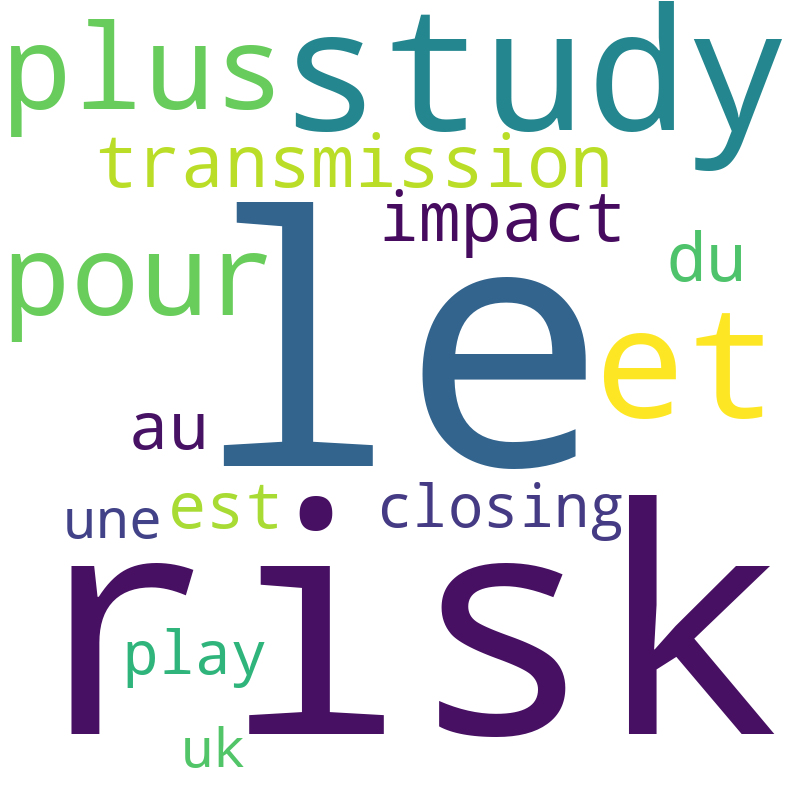 plus study
transmission
impact
pour le du
et
au
une est closing
risk
play
uk